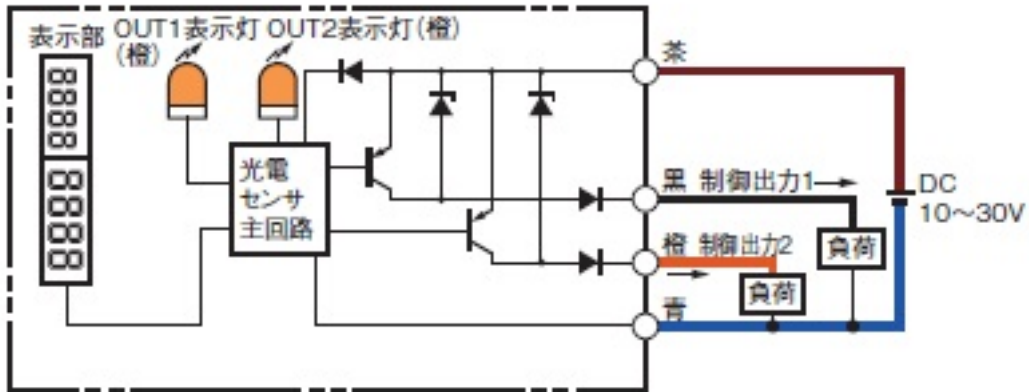 表示部
OUT1表示灯
(橙)
OUT2表示灯(橙)
8888
8888
光電
センサ
主回路
茶
黒 制御出力1
橙 制御出力2
青
負荷
負荷
DC
10～30V